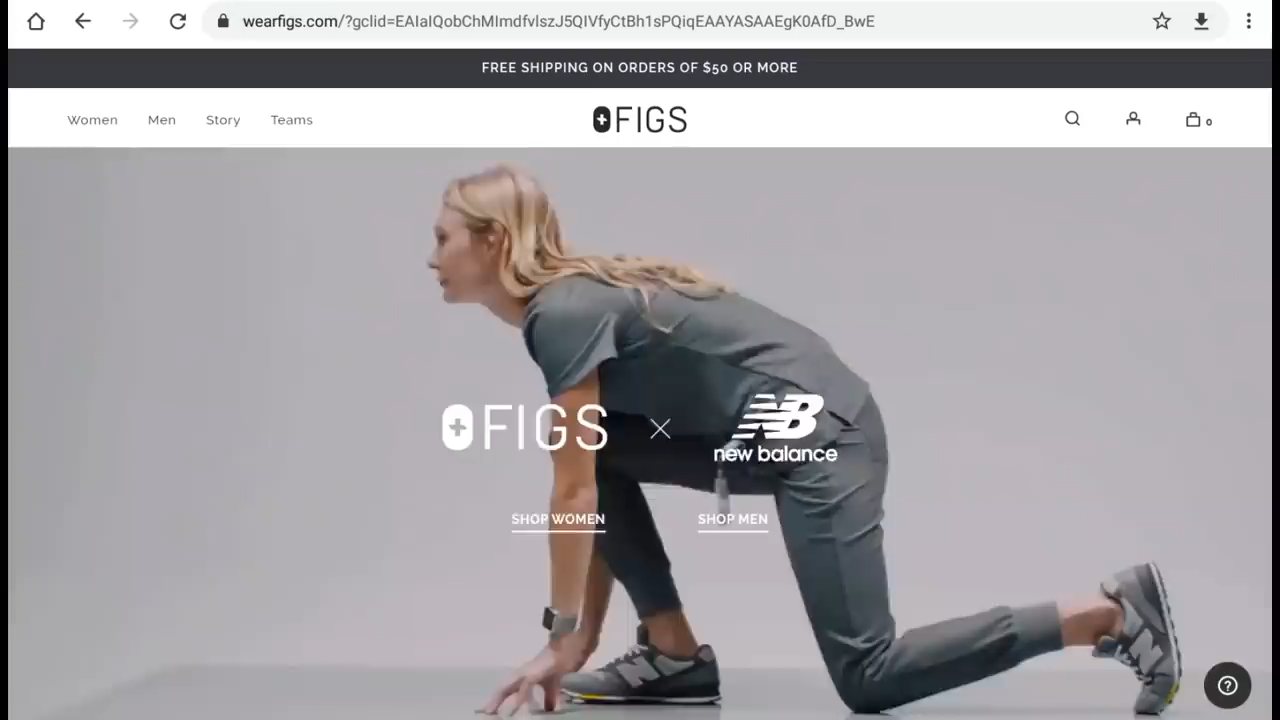 wearfigs.com/?gclid=EAIaIQobChMImdfvlszJ5QIVfyCtBh1sPQiqEAAYASAAEgK0AfD_BwE
FREE SHIPPING ON ORDERS OF $50 OR MORE
Women Men Story Teams FIGS 0
FIGS × NB
new balance
SHOP WOMEN SHOP MEN